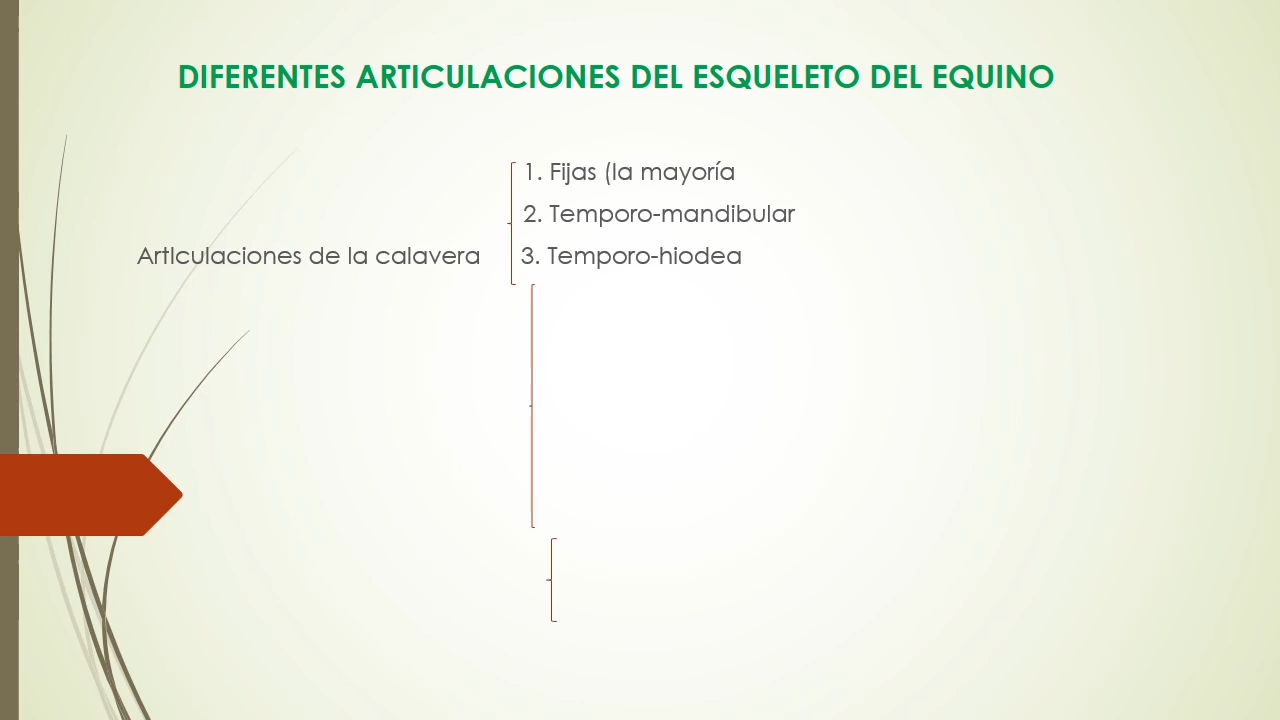 DIFERENTES ARTICULACIONES DEL ESQUELETO DEL EQUINO
1. Fijas (la mayoría
2. Temporo-mandibular
ArtIculaciones de la calavera 3. Temporo-hiodea